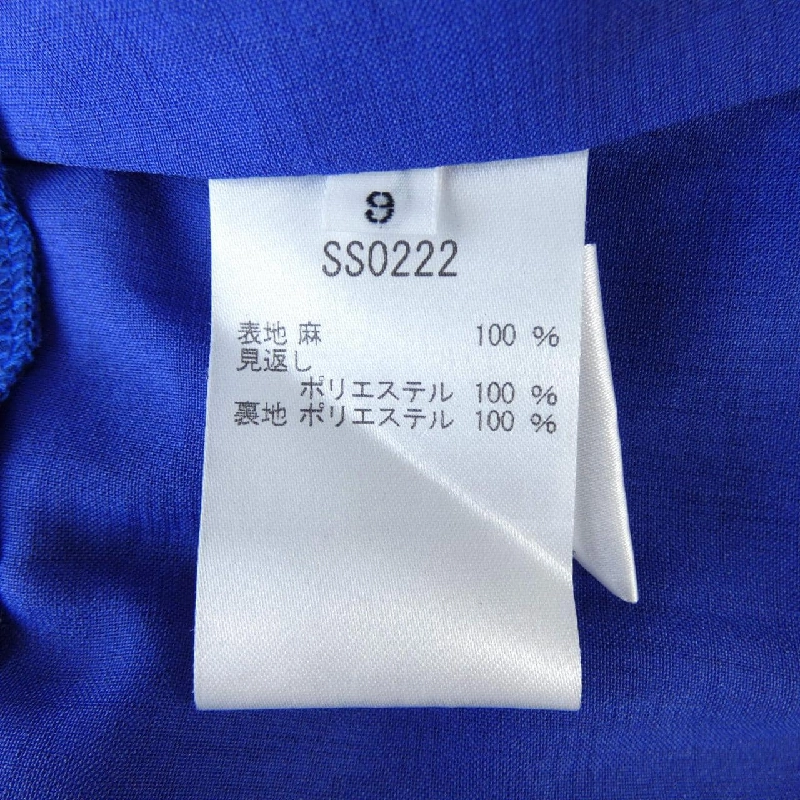 9
SS0222
表地 麻 100 %
見返し
ポリエステル 100 %
裏地 ポリエステル 100 %